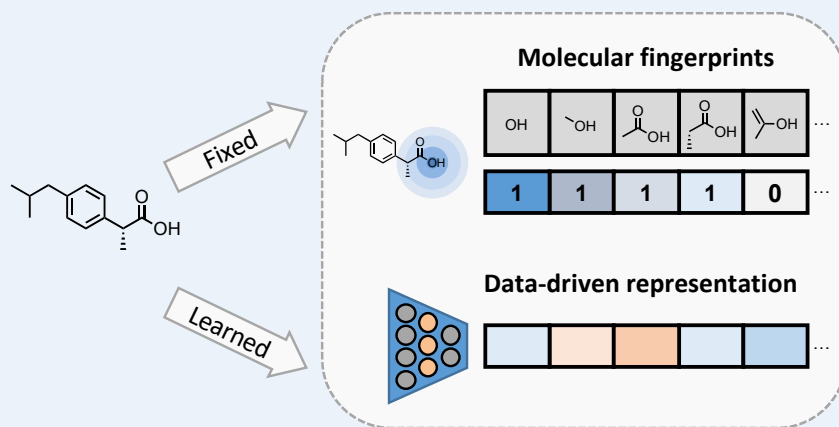 Molecular fingerprints
Fixed
OH
OH
O
OH
O
OH
OH
...
O
OH
1 1 1 1 0 ...
O
OH
Learned
Data-driven representation
...